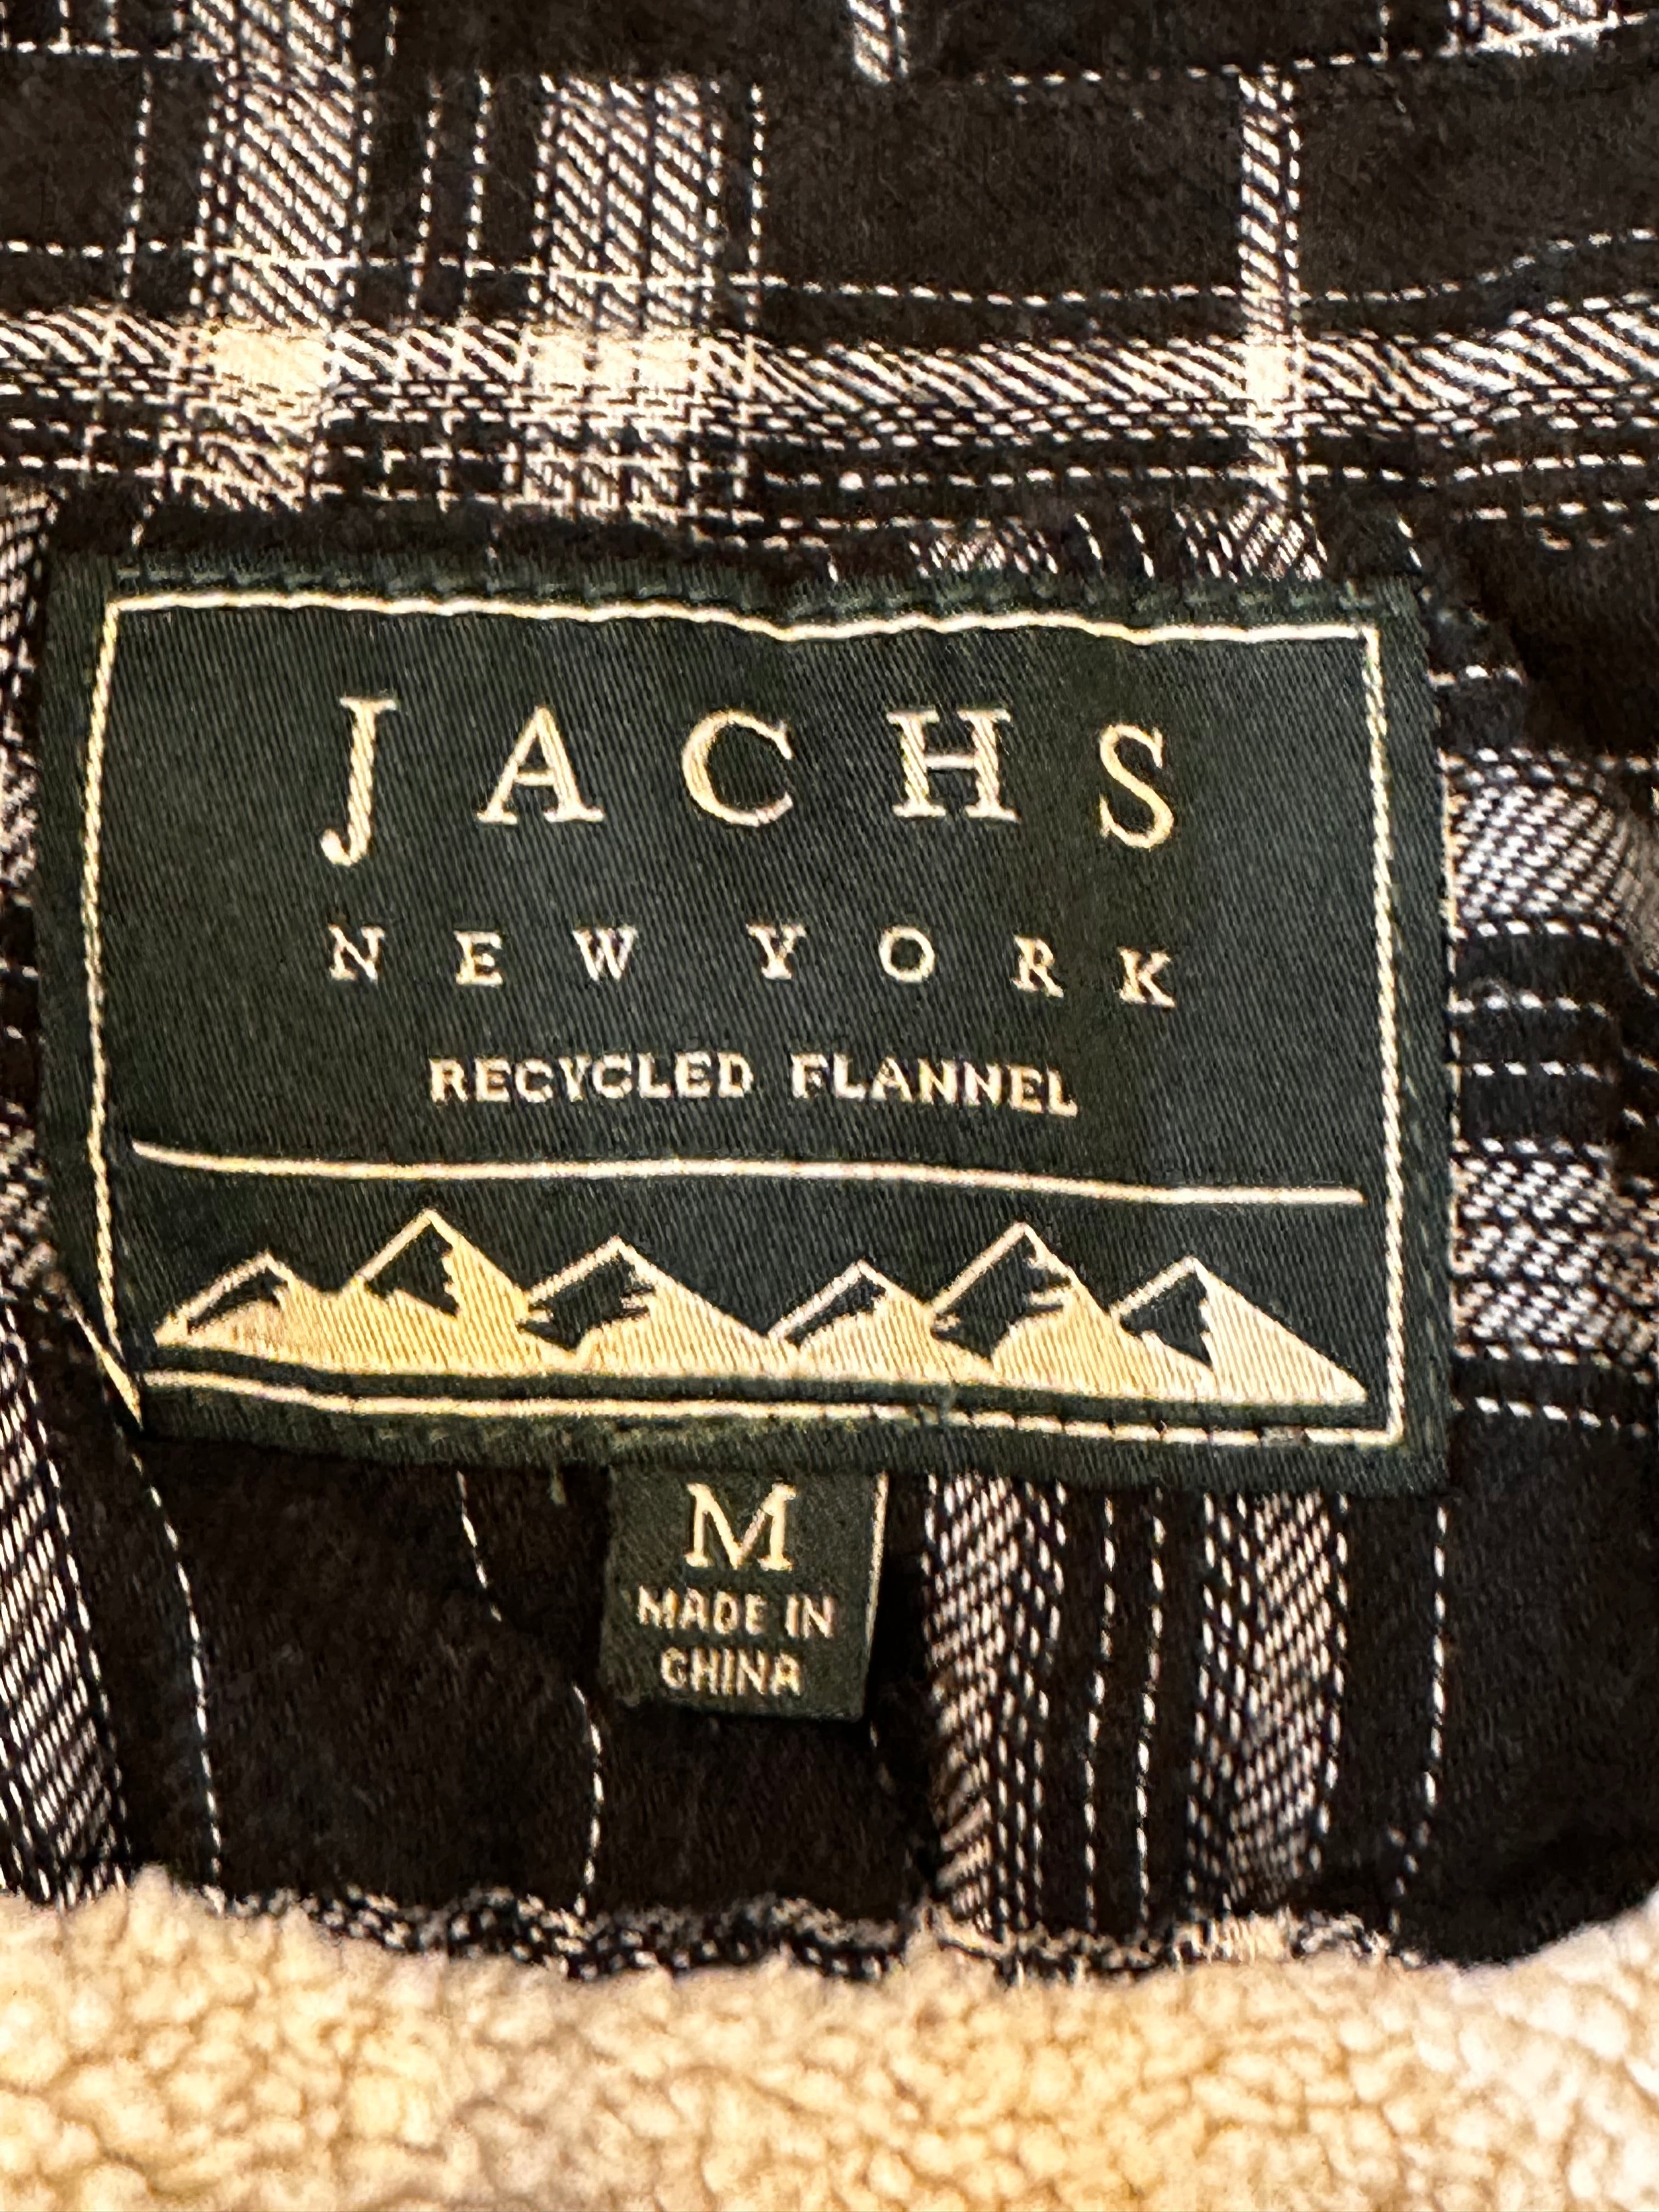 JACHS
NEW YORK
RECYCLED FLANNEL
M
MADE IN
CHINA